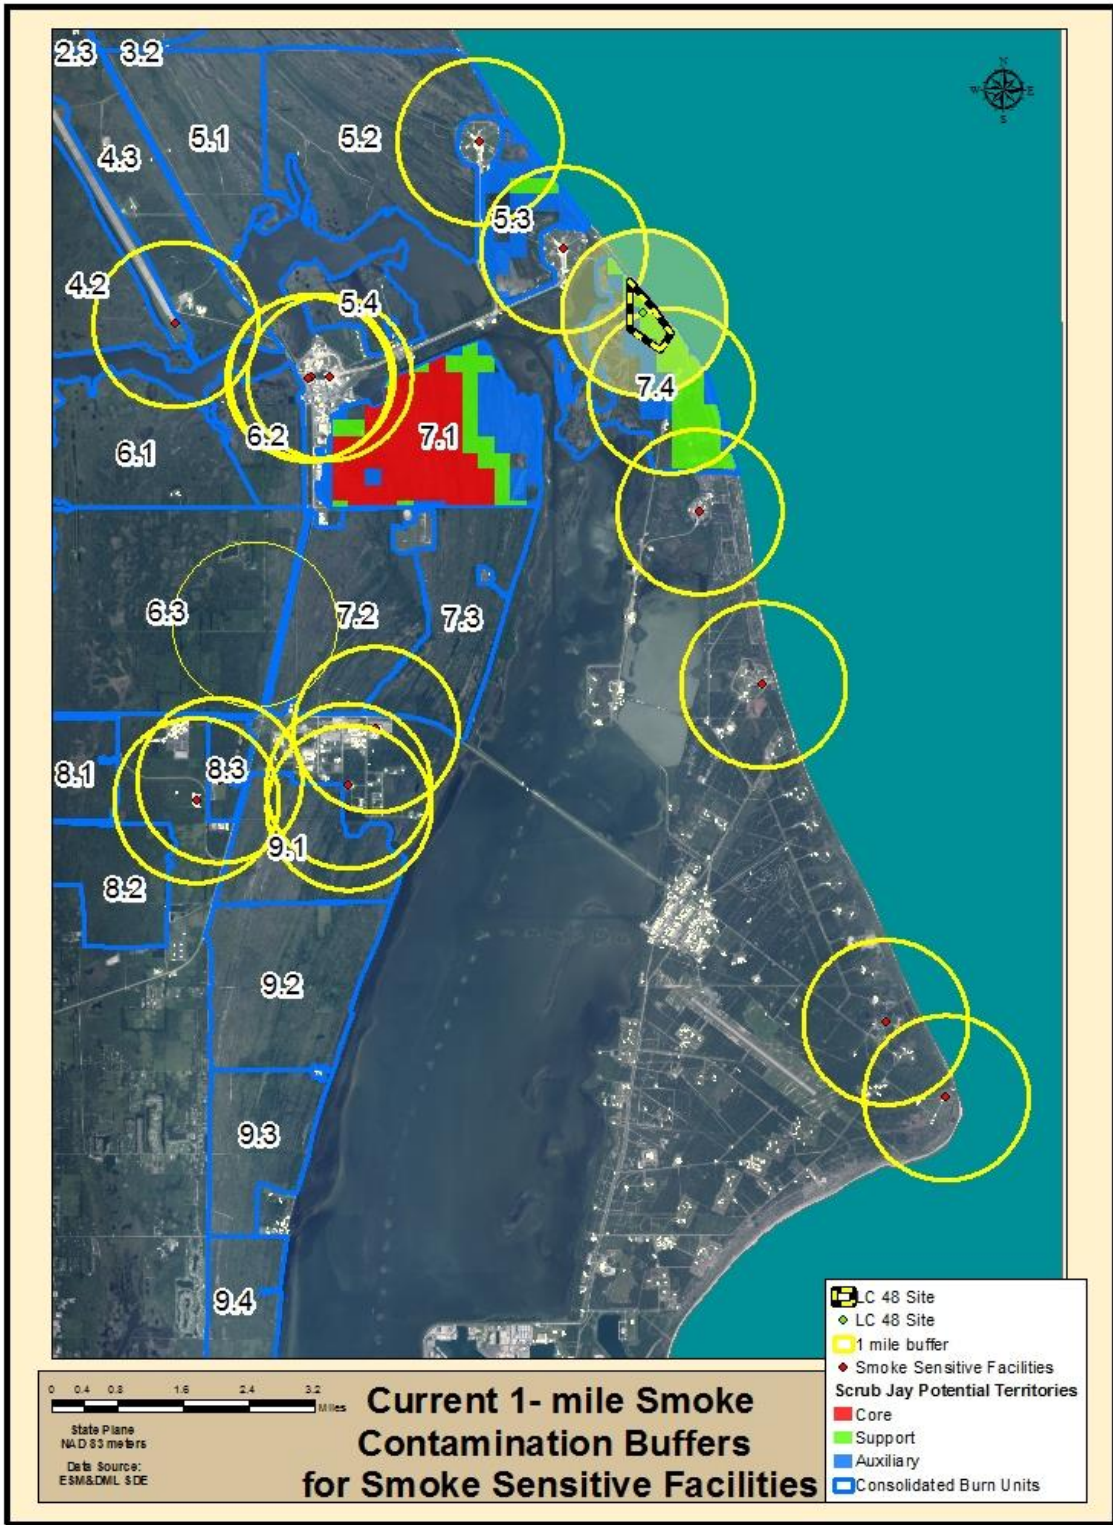 N
W E
S
2.3 3.2
4.3 5.1 5.2
5.3
4.2 5.4
7.4
6.1 6.2 7.1
6.3 7.2 7.3
8.1 8.3
9.1
8.2
9.2
9.3
9.4
LC 48 Site
LC 48 Site
1 mile buffer
Smoke Sensitive Facilities
Scrub Jay Potential Territories
Core
Support
Auxiliary
Consolidated Burn Units
0 0.4 0.8 1.6 2.4 3.2
Miles
State Plane
NAD 83 meters
Data Source:
ESM&DML SDE
Current 1- mile Smoke
Contamination Buffers
for Smoke Sensitive Facilities